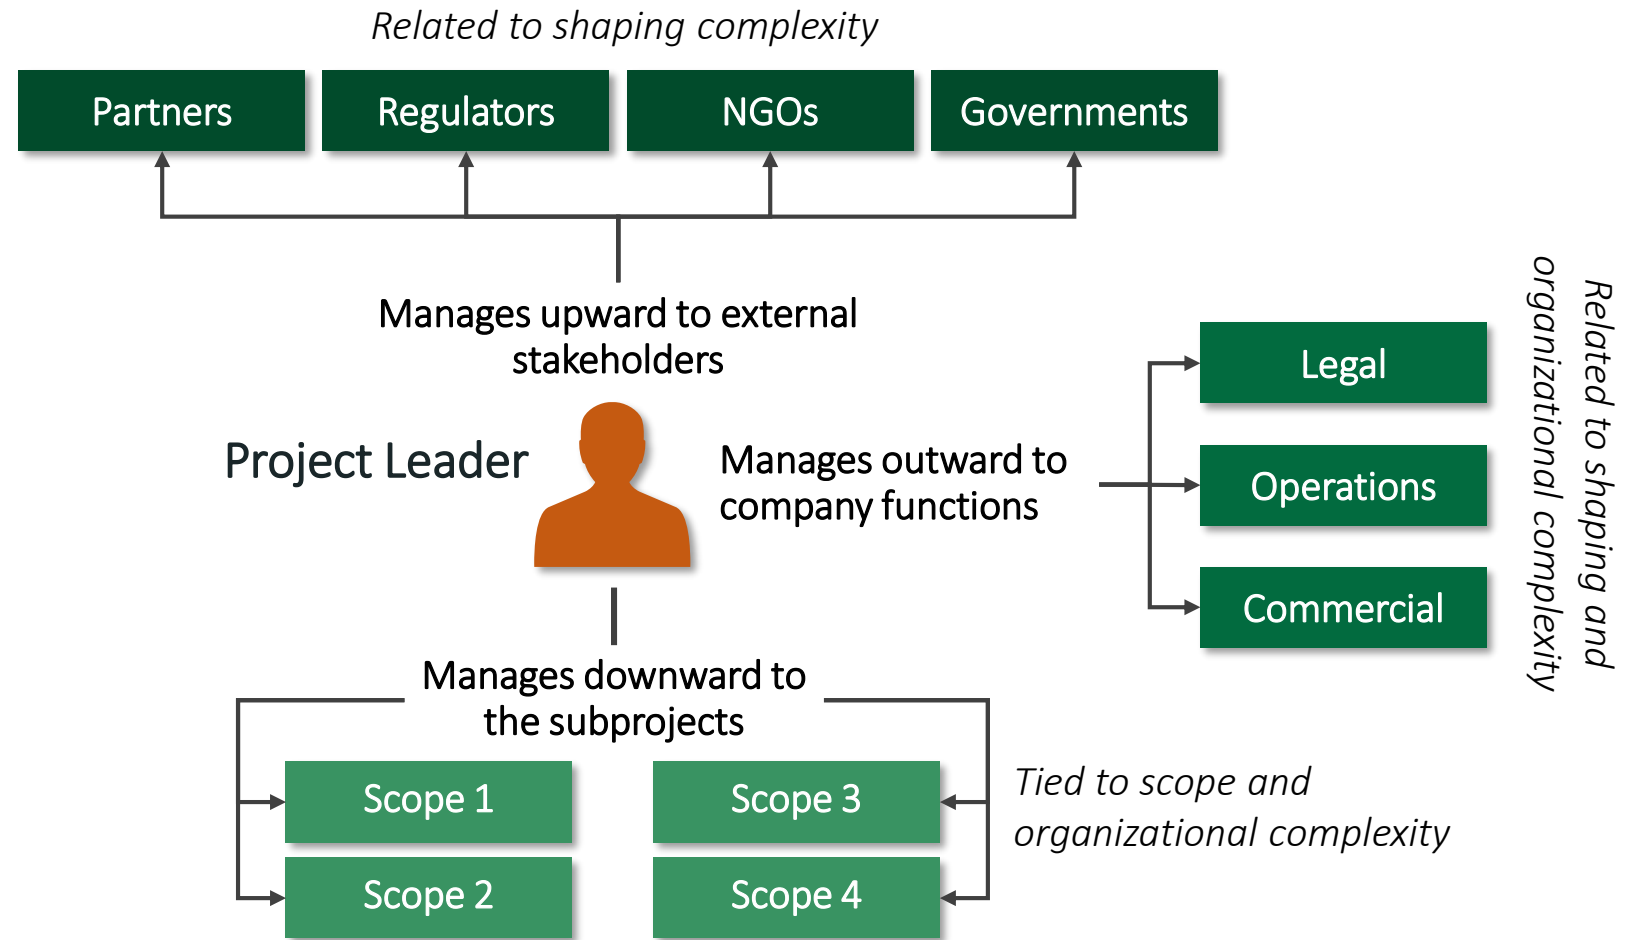 Related to shaping complexity
Partners
Regulators
NGOs
Governments
Manages upward to external
stakeholders
Project Leader
Manages outward to
company functions
Legal
Operations
Commercial
Related to shaping and
organizational complexity
Manages downward to
the subprojects
Scope 1
Scope 3
Scope 2
Scope 4
Tied to scope and
organizational complexity